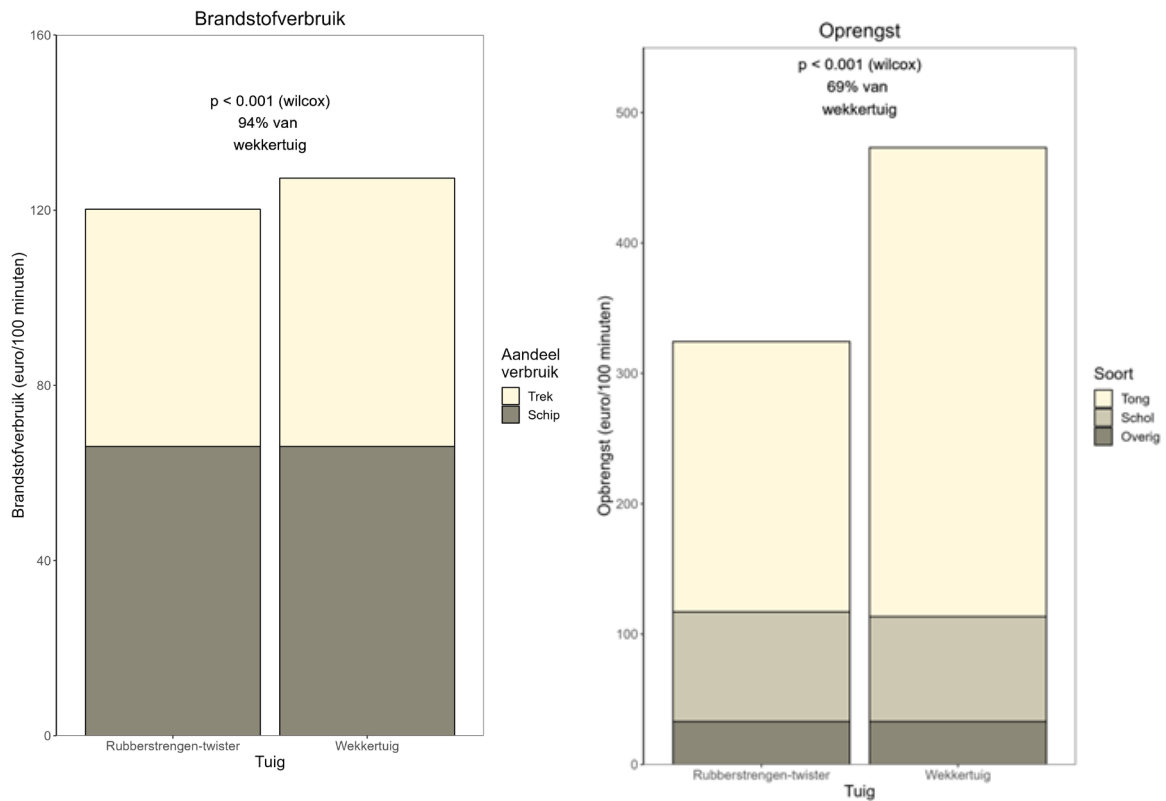 Brandstofverbruik
160
120
80
40
0
Brandstofverbruik (euro/100 minuten)
p < 0.001 (wilcox)
94% van
wekkertuig
Rubberstrengen-twister
Wekkertuig
Tuig
Aandeel
verbruik
Trek
Schip
Oprengst
500
400
300
200
100
0
Opbrengst (euro/100 minuten)
p < 0.001 (wilcox)
69% van
wekkertuig
Rubberstrengen-twister
Wekkertuig
Tuig
Soort
Tong
Schol
Overig